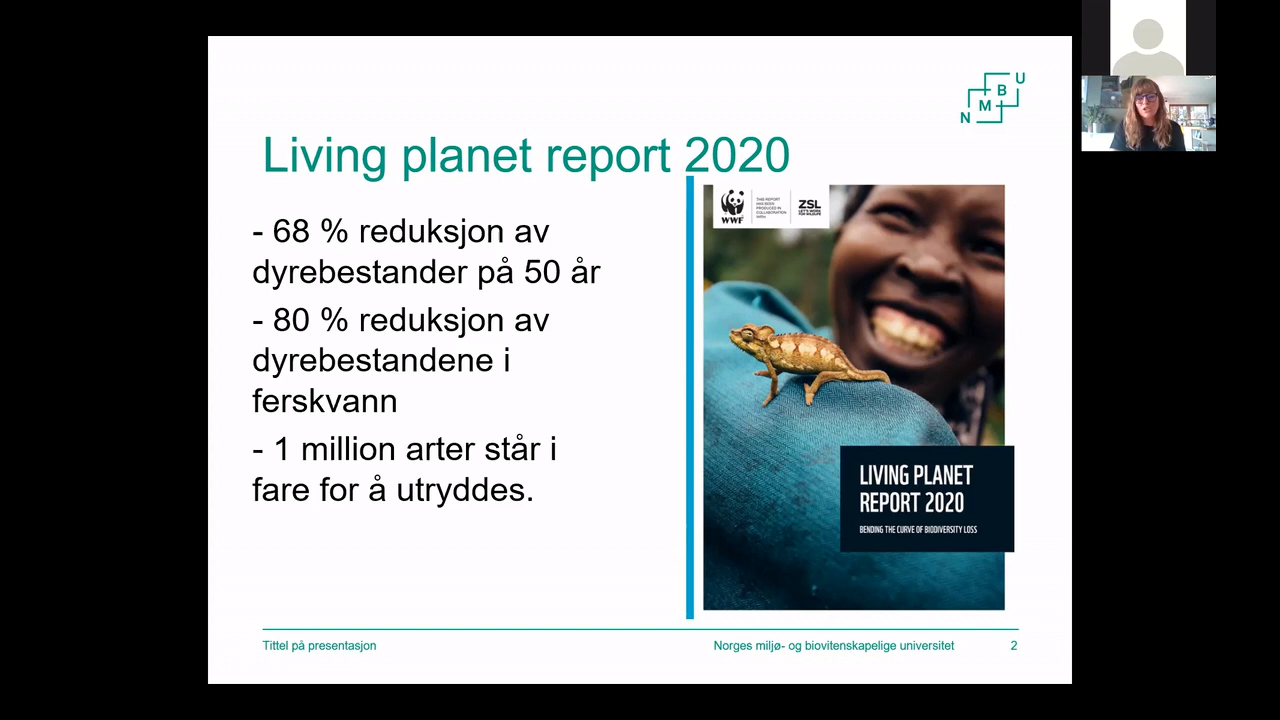 N M B U
Living planet report 2020
- 68 % reduksjon av
dyrebestander på 50 år
- 80 % reduksjon av
dyrebestandene i
ferskvann
- 1 million arter står i
fare for å utryddes.
WWF
THIS REPORT
HAS BEEN
PRODUCED IN
COLLABORATION
WITH:
ZSL
LET'S WORK
FOR WILDLIFE
LIVING PLANET
REPORT 2020
BENDING THE CURVE OF BIODIVERSITY LOSS
Tittel på presentasjon
Norges miljø- og biovitenskapelige universitet
2